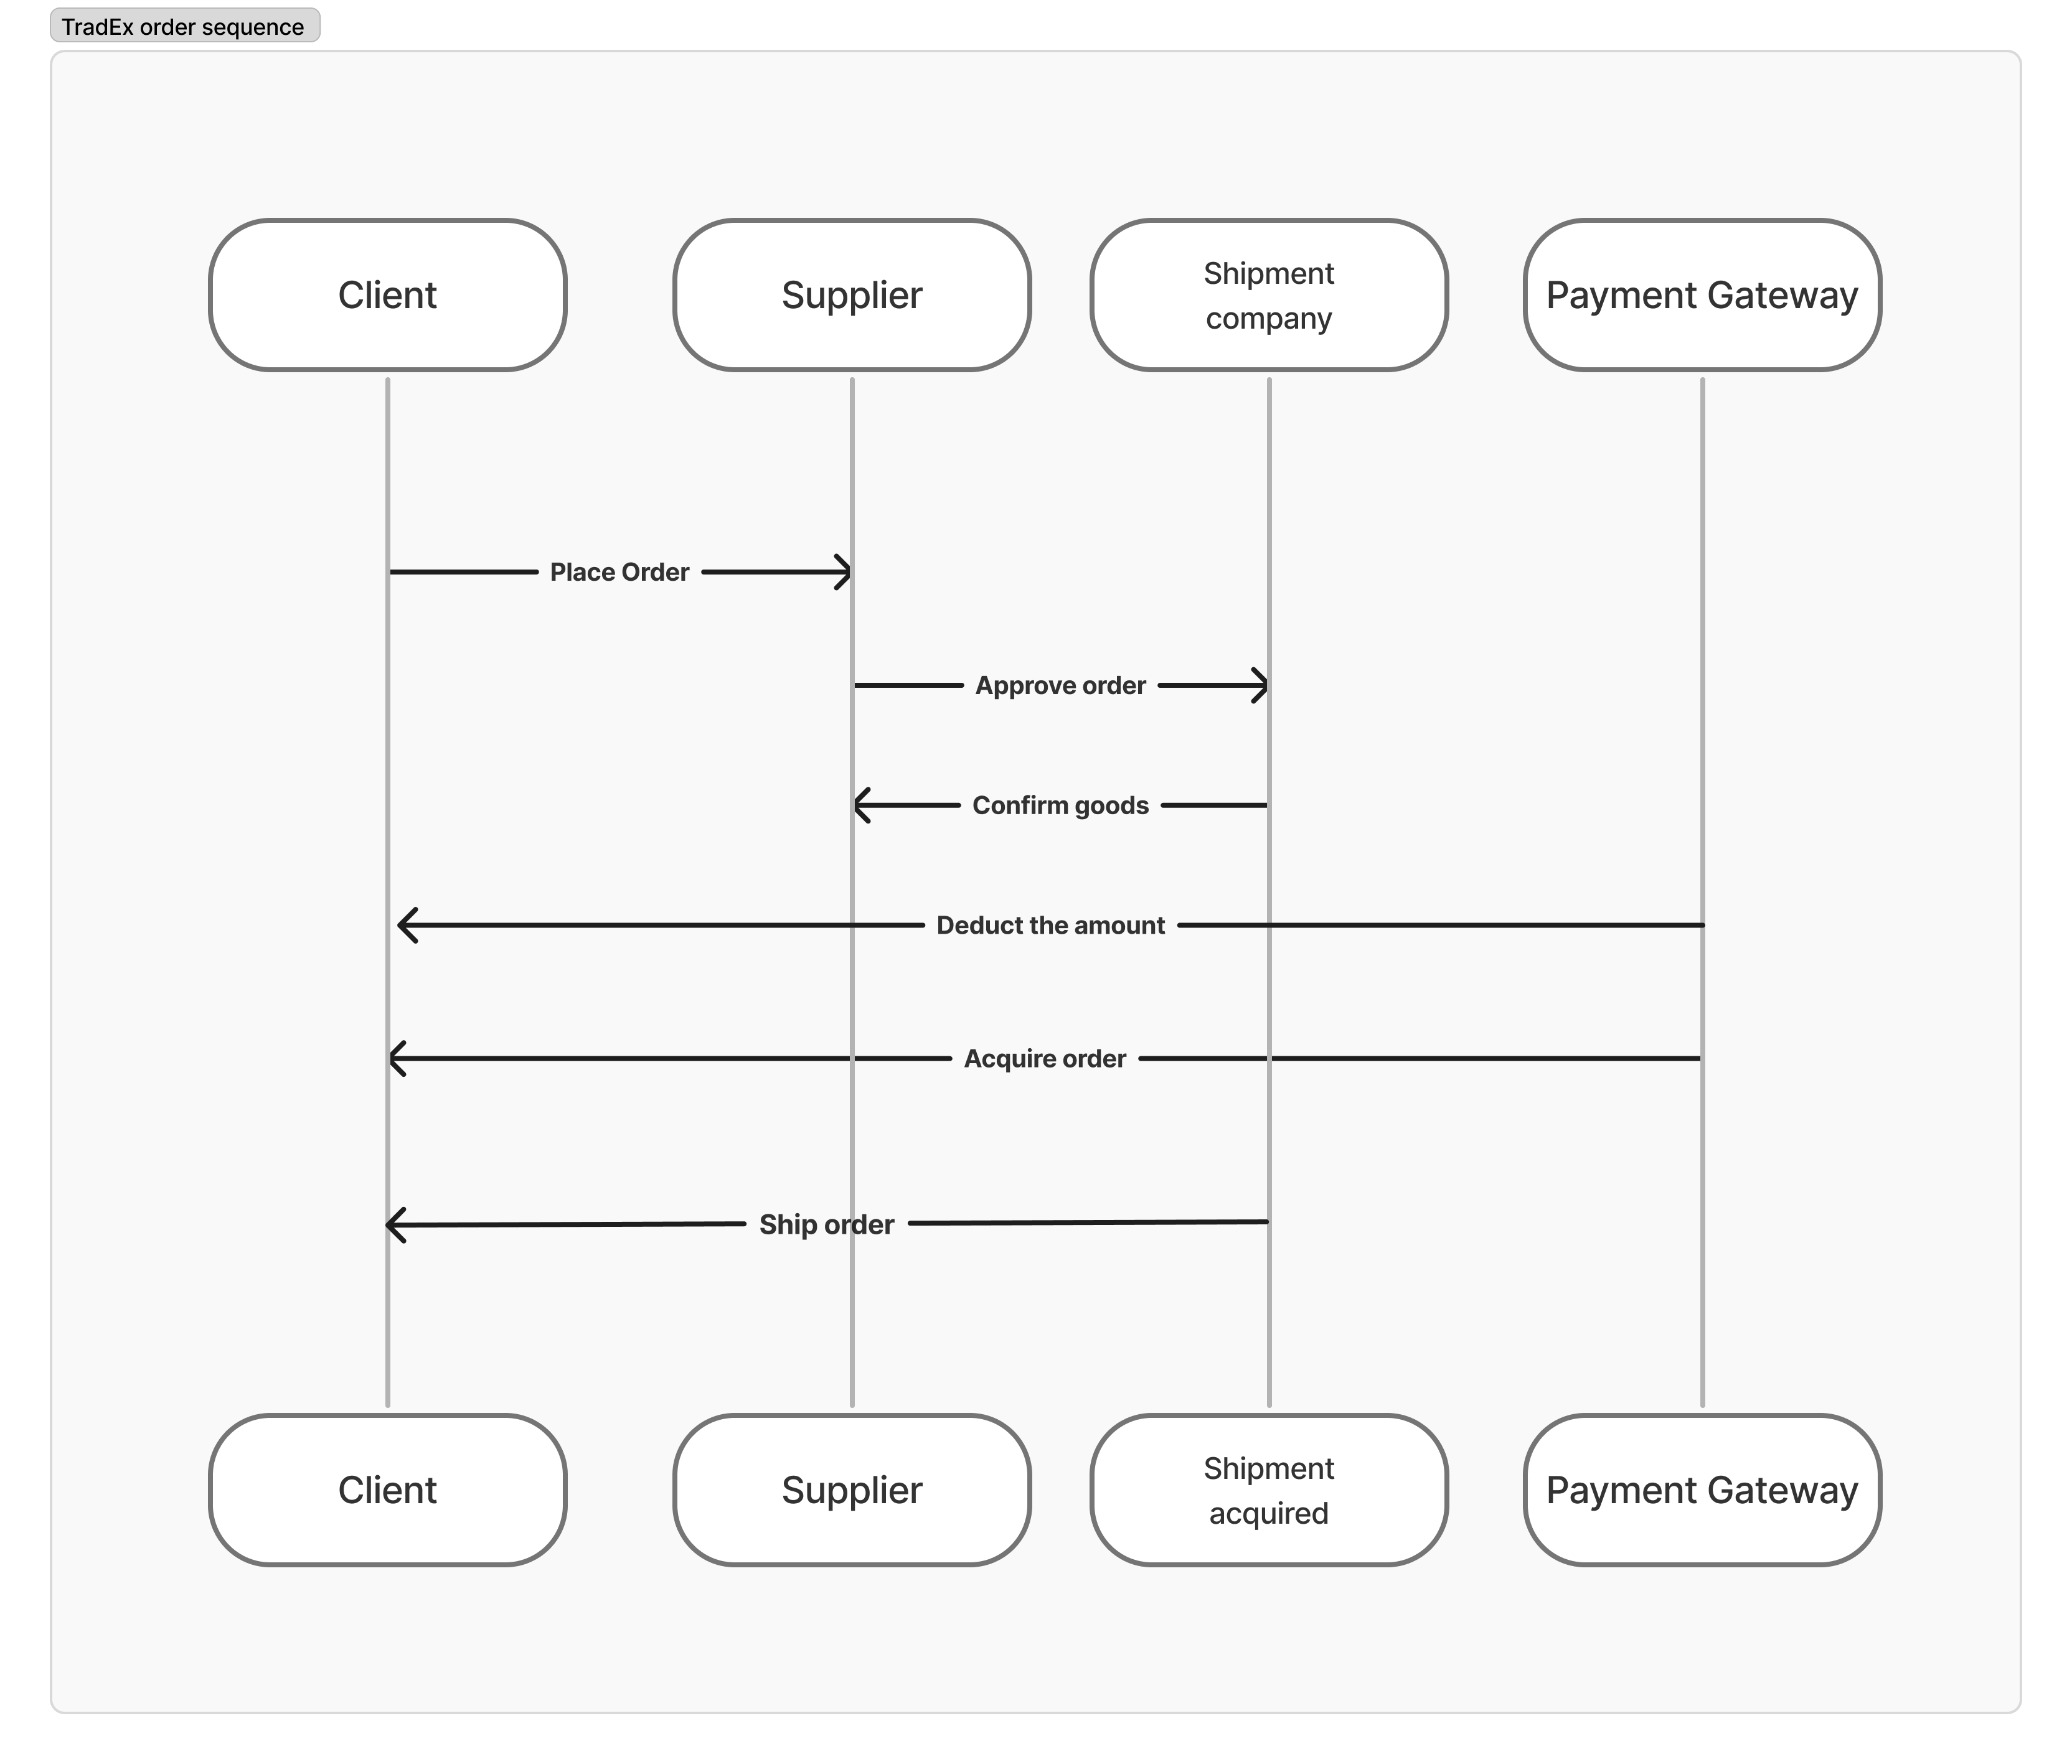 TradEx order sequence
Client
Supplier
Shipment
company
Payment Gateway
Place Order
Approve order
Confirm goods
Deduct the amount
Acquire order
Ship order
Client
Supplier
Shipment
acquired
Payment Gateway